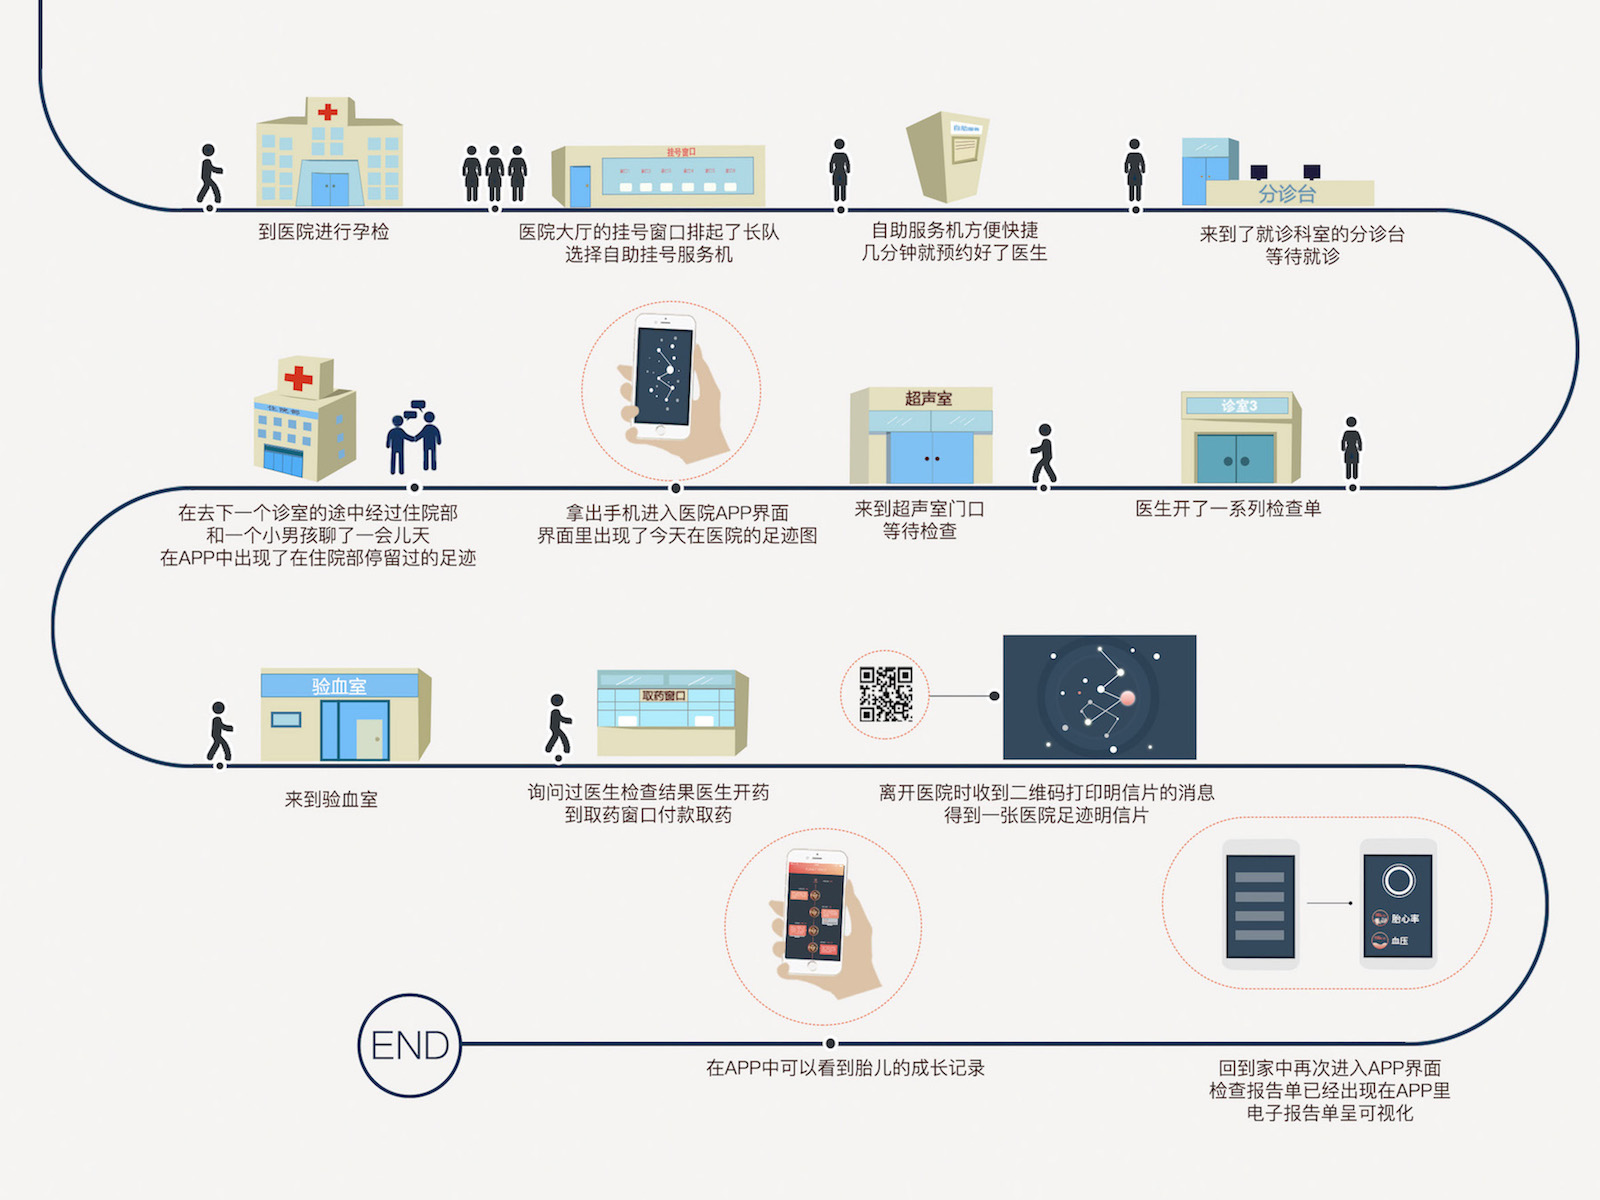 挂号窗口
分诊台
到医院进行孕检
医院大厅的挂号窗口排起了长队
选择自助挂号服务机
自助服务机方便快捷
几分钟就预约好了医生
来到了就诊科室的分诊台
等待就诊
诊室3
医生开了一系列检查单
超声室
来到超声室门口
等待检查
拿出手机进入医院APP界面
界面里出现了今天在医院的足迹图
住院部
在去下一个诊室的途中经过住院部
和一个小男孩聊了一会儿天
在APP中出现了在住院部停留过的足迹
验血室
来到验血室
取药窗口
询问过医生检查结果医生开药
到取药窗口付款取药
离开医院时收到二维码打印明信片的消息
得到一张医院足迹明信片
胎心率
血压
回到家中再次进入APP界面
检查报告单已经出现在APP里
电子报告单呈可视化
在APP中可以看到胎儿的成长记录
END